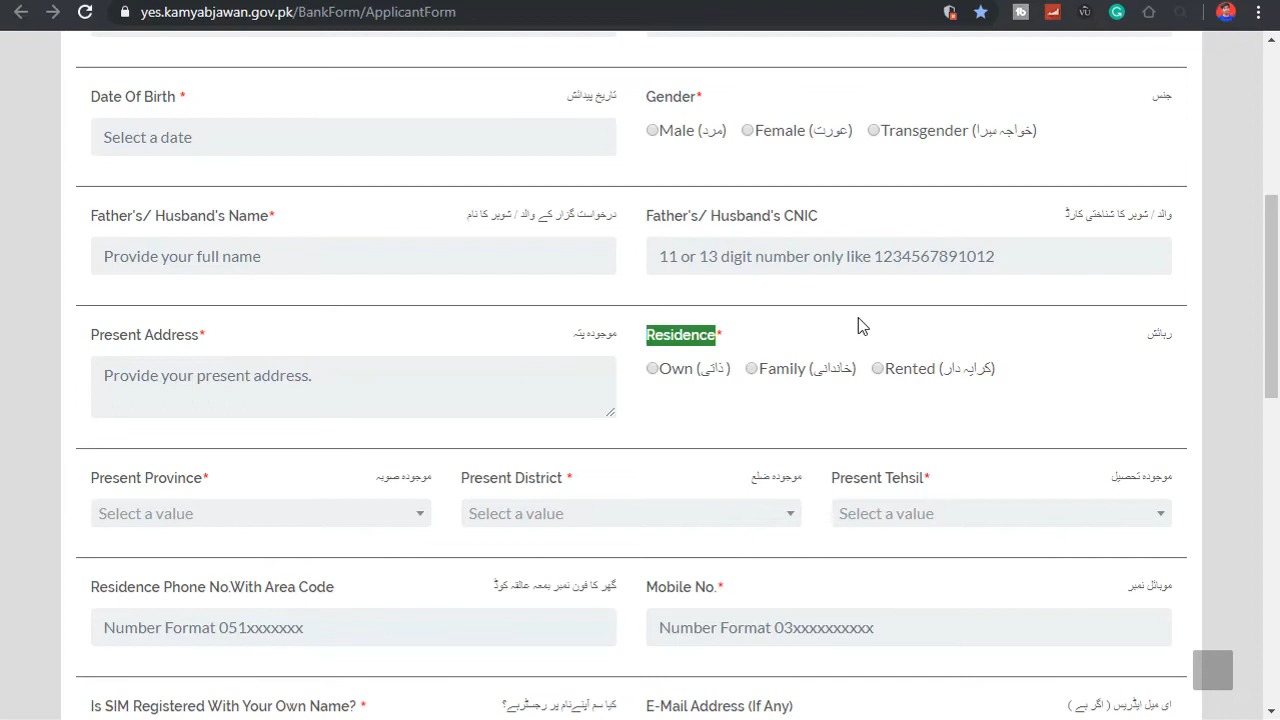 yes.kamyabjawan.gov.pk/BankForm/ApplicantForm
Date Of Birth * تاریخ پیدائش
Gender* جنس
Select a date
Male (مرد) Female (عورت) Transgender (خواجہ سرا)
Father's/ Husband's Name* درخواست گزار کے والد / شوہر کا نام
Father's/ Husband's CNIC والد / شوہر کا شناختی کارڈ
Provide your full name
11 or 13 digit number only like 1234567891012
Present Address* موجودہ پتہ
Residence* رہائش
Provide your present address.
Own (ذاتی ) Family (خاندانی) Rented (کرایہ دار)
Present Province* موجودہ صوبہ
Present District * موجودہ ضلع
Present Tehsil* موجودہ تحصیل
Select a value
Select a value
Select a value
Residence Phone No.With Area Code گھر کا فون نمبر بمعہ علاقہ کوڈ
Mobile No.* موبائل نمبر
Number Format 051xxxxxxx
Number Format 03xxxxxxxxxx
Is SIM Registered With Your Own Name? * کیا سم آپنےنام پر رجسٹرہے؟
E-Mail Address (If Any) ای میل ایڈریس ( اگر ہے )